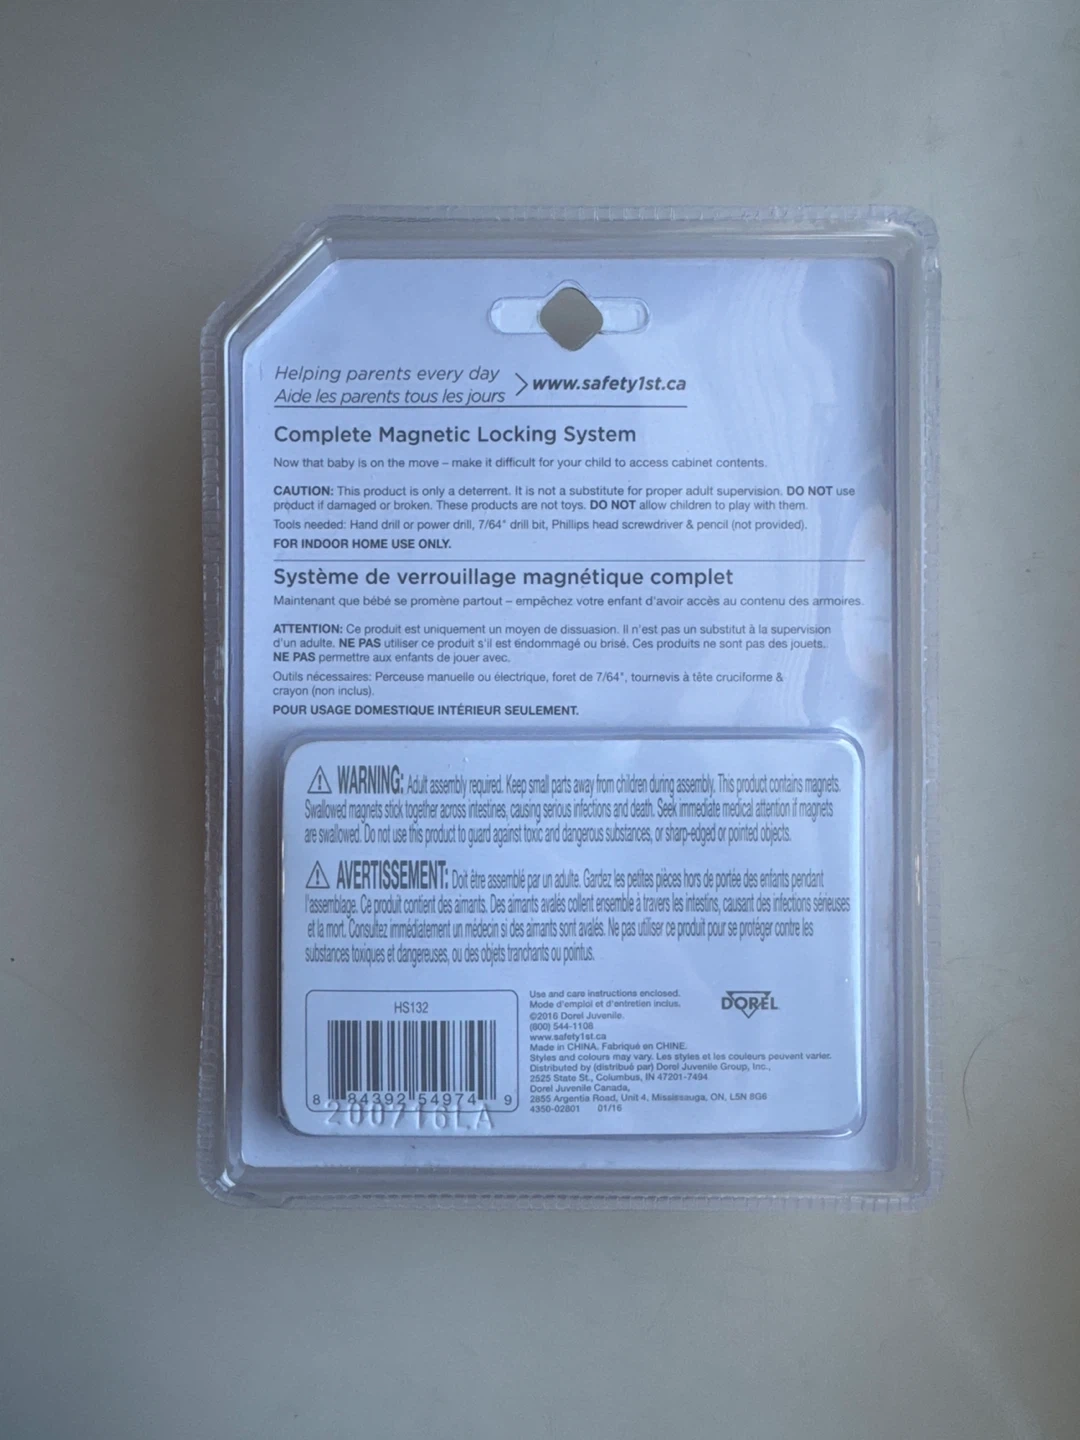 Helping parents every day
Aide les parents tous les jours
www.safety1st.ca
Complete Magnetic Locking System
Now that baby is on the move – make it difficult for your child to access cabinet contents.
CAUTION: This product is only a deterrent. It is not a substitute for proper adult supervision. DO NOT use
product if damaged or broken. These products are not toys. DO NOT allow children to play with them.
Tools needed: Hand drill or power drill, 7/64" drill bit, Phillips head screwdriver & pencil (not provided).
FOR INDOOR HOME USE ONLY.
Système de verrouillage magnétique complet
Maintenant que bébé se promène partout – empêchez votre enfant d'avoir accès au contenu des armoires.
ATTENTION: Ce produit est uniquement un moyen de dissuasion. Il n'est pas un substitut à la supervision
d'un adulte. NE PAS utiliser ce produit s'il est endommagé ou brisé. Ces produits ne sont pas des jouets.
NE PAS permettre aux enfants de jouer avec.
Outils nécessaires: Perceuse manuelle ou électrique, foret de 7/64", tournevis à tête cruciforme &
crayon (non inclus).
POUR USAGE DOMESTIQUE INTÉRIEUR SEULEMENT.
WARNING: Adult assembly required. Keep small parts away from children during assembly. This product contains magnets.
Swallowed magnets stick together across intestines, causing serious infections and death. Seek immediate medical attention if magnets
are swallowed. Do not use this product to guard against toxic and dangerous substances, or sharp-edged or pointed objects.
AVERTISSEMENT: Doit être assemblé par un adulte. Gardez les petites pièces hors de portée des enfants pendant
l'assemblage. Ce produit contient des aimants. Des aimants avalés collent ensemble à travers les intestins, causant des infections sérieuses
et la mort. Consultez immédiatement un médecin si des aimants sont avalés. Ne pas utiliser ce produit pour se protéger contre les
substances toxiques et dangereuses, ou des objets tranchants ou pointus.
HS132
8 84392 54974 9
200716LA
Use and care instructions enclosed.
Mode d'emploi et d'entretien inclus.
©2016 Dorel Juvenile.
(800) 544-1108
www.safety1st.ca
Made in CHINA. Fabriqué en CHINE.
Styles and colours may vary. Les styles et les couleurs peuvent varier.
Distributed by (distribué par) Dorel Juvenile Group, Inc.,
2525 State St., Columbus, IN 47201-7494
Dorel Juvenile Canada,
2855 Argentia Road, Unit 4, Mississauga, ON, L5N 8G6
4350-02801 01/16
DOREL